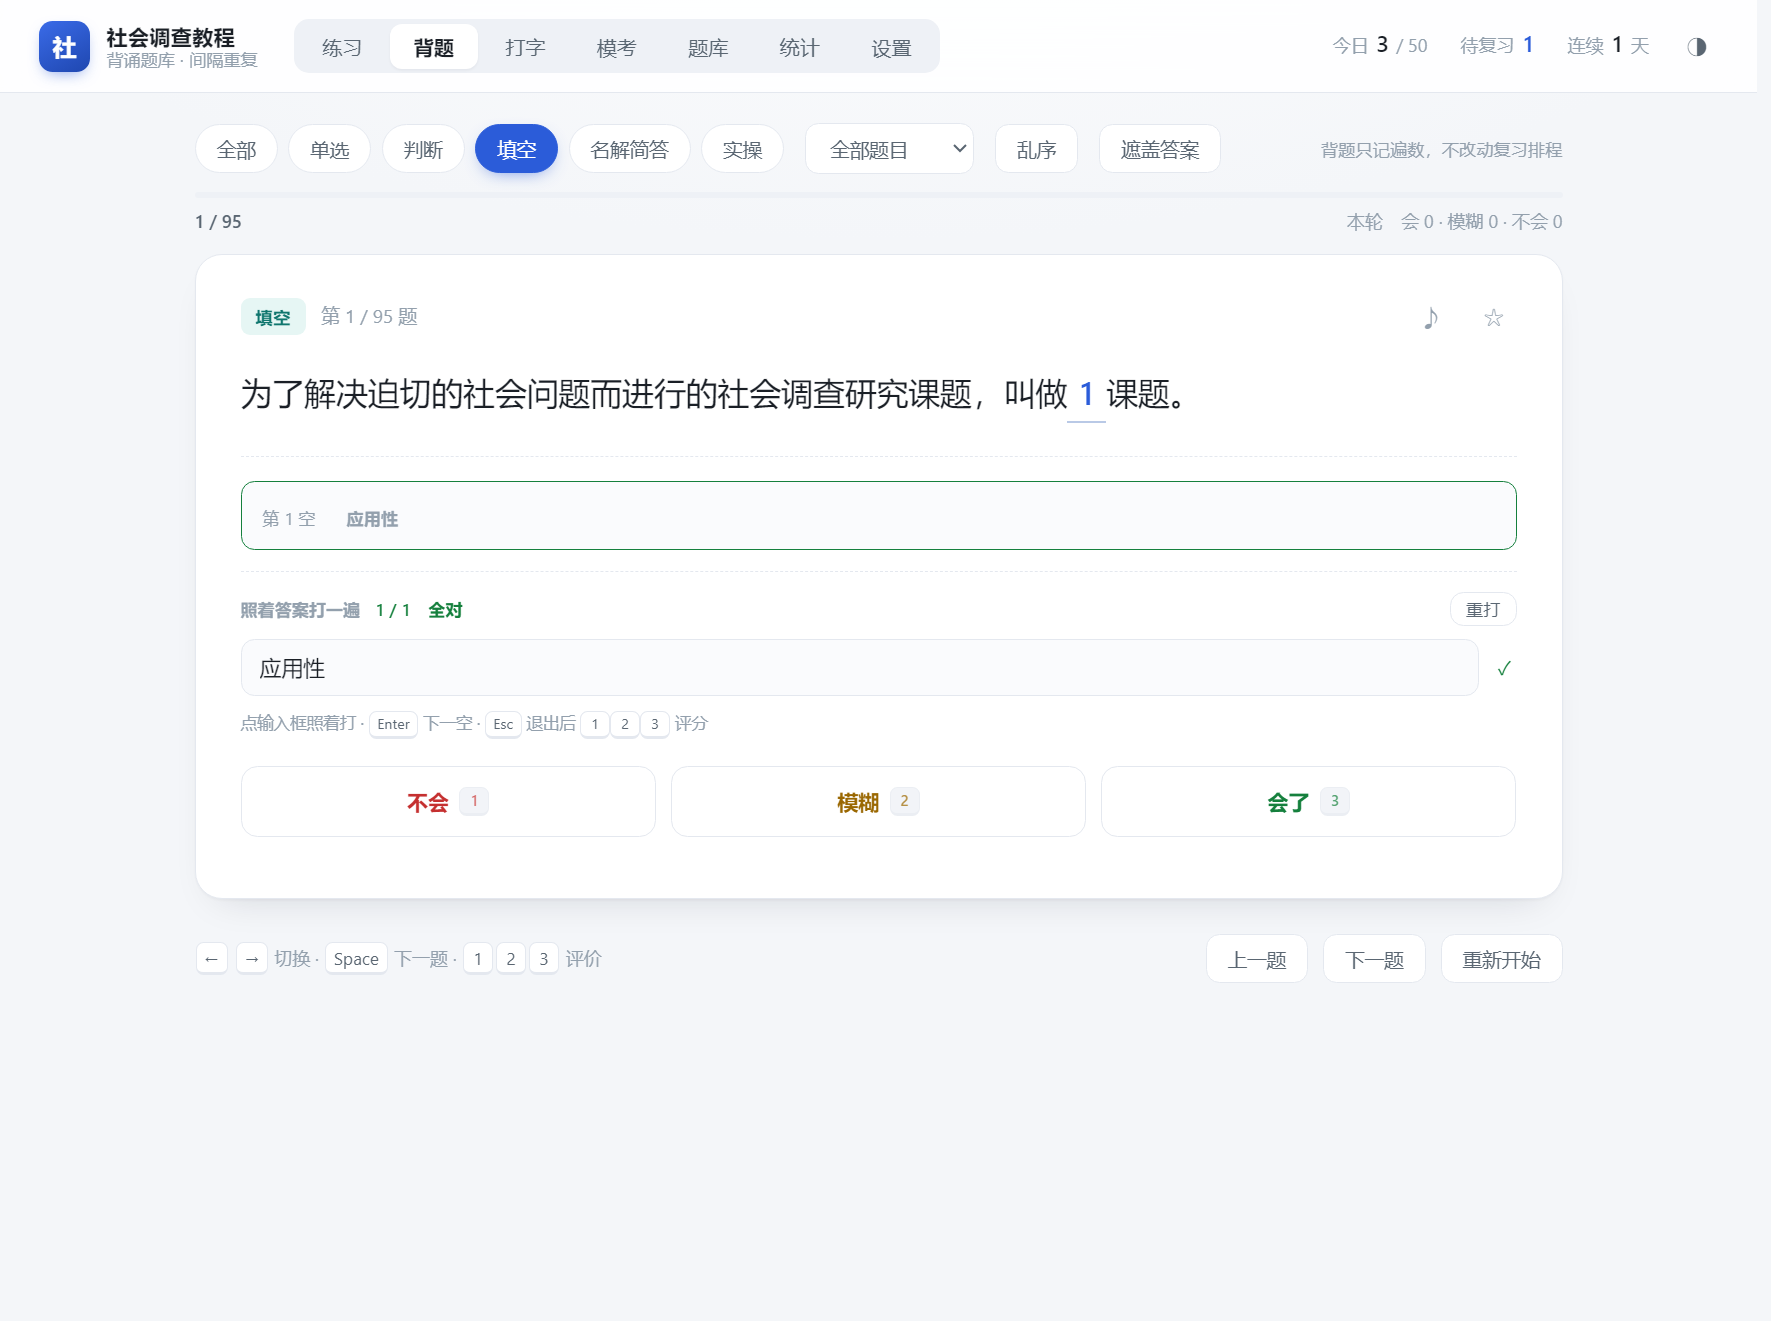 社
社会调查教程
背诵题库 · 间隔重复
练习 背题 打字 模考 题库 统计 设置
今日 3 / 50 待复习 1 连续 1 天
全部 单选 判断 填空 名解简答 实操 全部题目 乱序 遮盖答案 背题只记遍数，不改动复习排程
1 / 95 本轮 会 0 · 模糊 0 · 不会 0
填空 第 1 / 95 题
为了解决迫切的社会问题而进行的社会调查研究课题，叫做 1 课题。
第 1 空 应用性
照着答案打一遍 1 / 1 全对 重打
应用性 ✓
点输入框照着打 · Enter 下一空 · Esc 退出后 1 2 3 评分
不会 1 模糊 2 会了 3
← → 切换 · Space 下一题 · 1 2 3 评价 上一题 下一题 重新开始